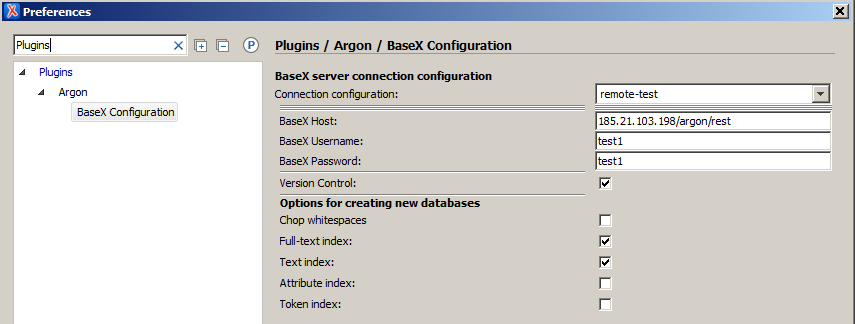 Preferences
Plugins
P
Plugins / Argon / BaseX Configuration
Plugins
Argon
BaseX Configuration
BaseX server connection configuration
Connection configuration: remote-test
BaseX Host: 185.21.103.198/argon/rest
BaseX Username: test1
BaseX Password: test1
Version Control:
Options for creating new databases
Chop whitespaces
Full-text index:
Text index:
Attribute index:
Token index: